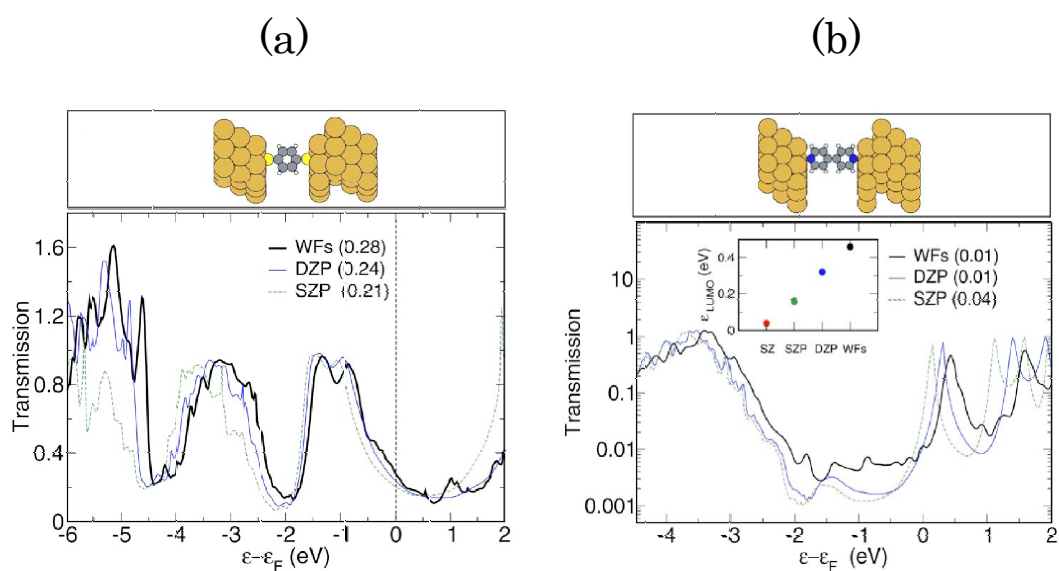 (a)
1.6
1.2
0.8
0.4
0
Transmission
WFs (0.28)
DZP (0.24)
SZP (0.21)
-6 -5 -4 -3 -2 -1 0 1 2
ε-ε_F (eV)
(b)
10
1
0.1
0.01
0.001
Transmission
0.4
0.2
0
ε_LUMO (eV)
SZ SZP DZP WFs
WFs (0.01)
DZP (0.01)
SZP (0.04)
-4 -3 -2 -1 0 1 2
ε-ε_F (eV)